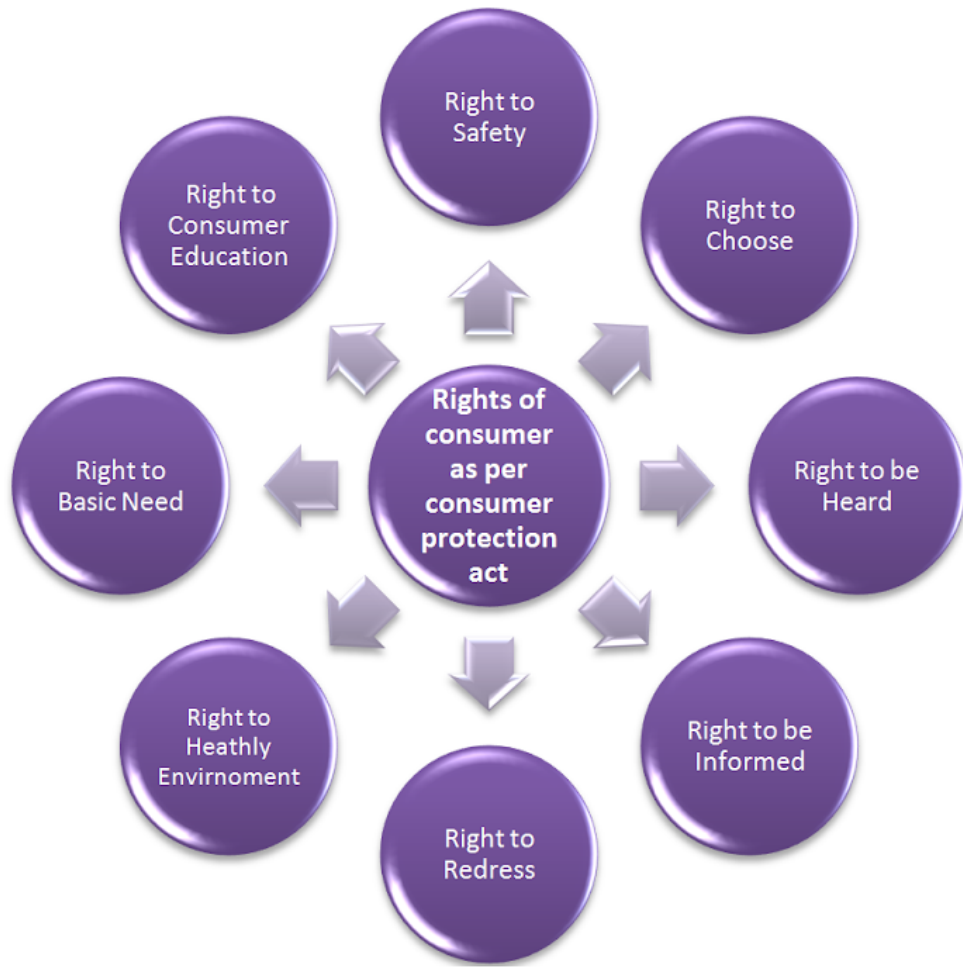 Right to
Safety
Right to
Choose
Right to be
Heard
Right to be
Informed
Right to
Redress
Right to
Heathly
Envirnoment
Right to
Basic Need
Right to
Consumer
Education
Rights of
consumer
as per
consumer
protection
act